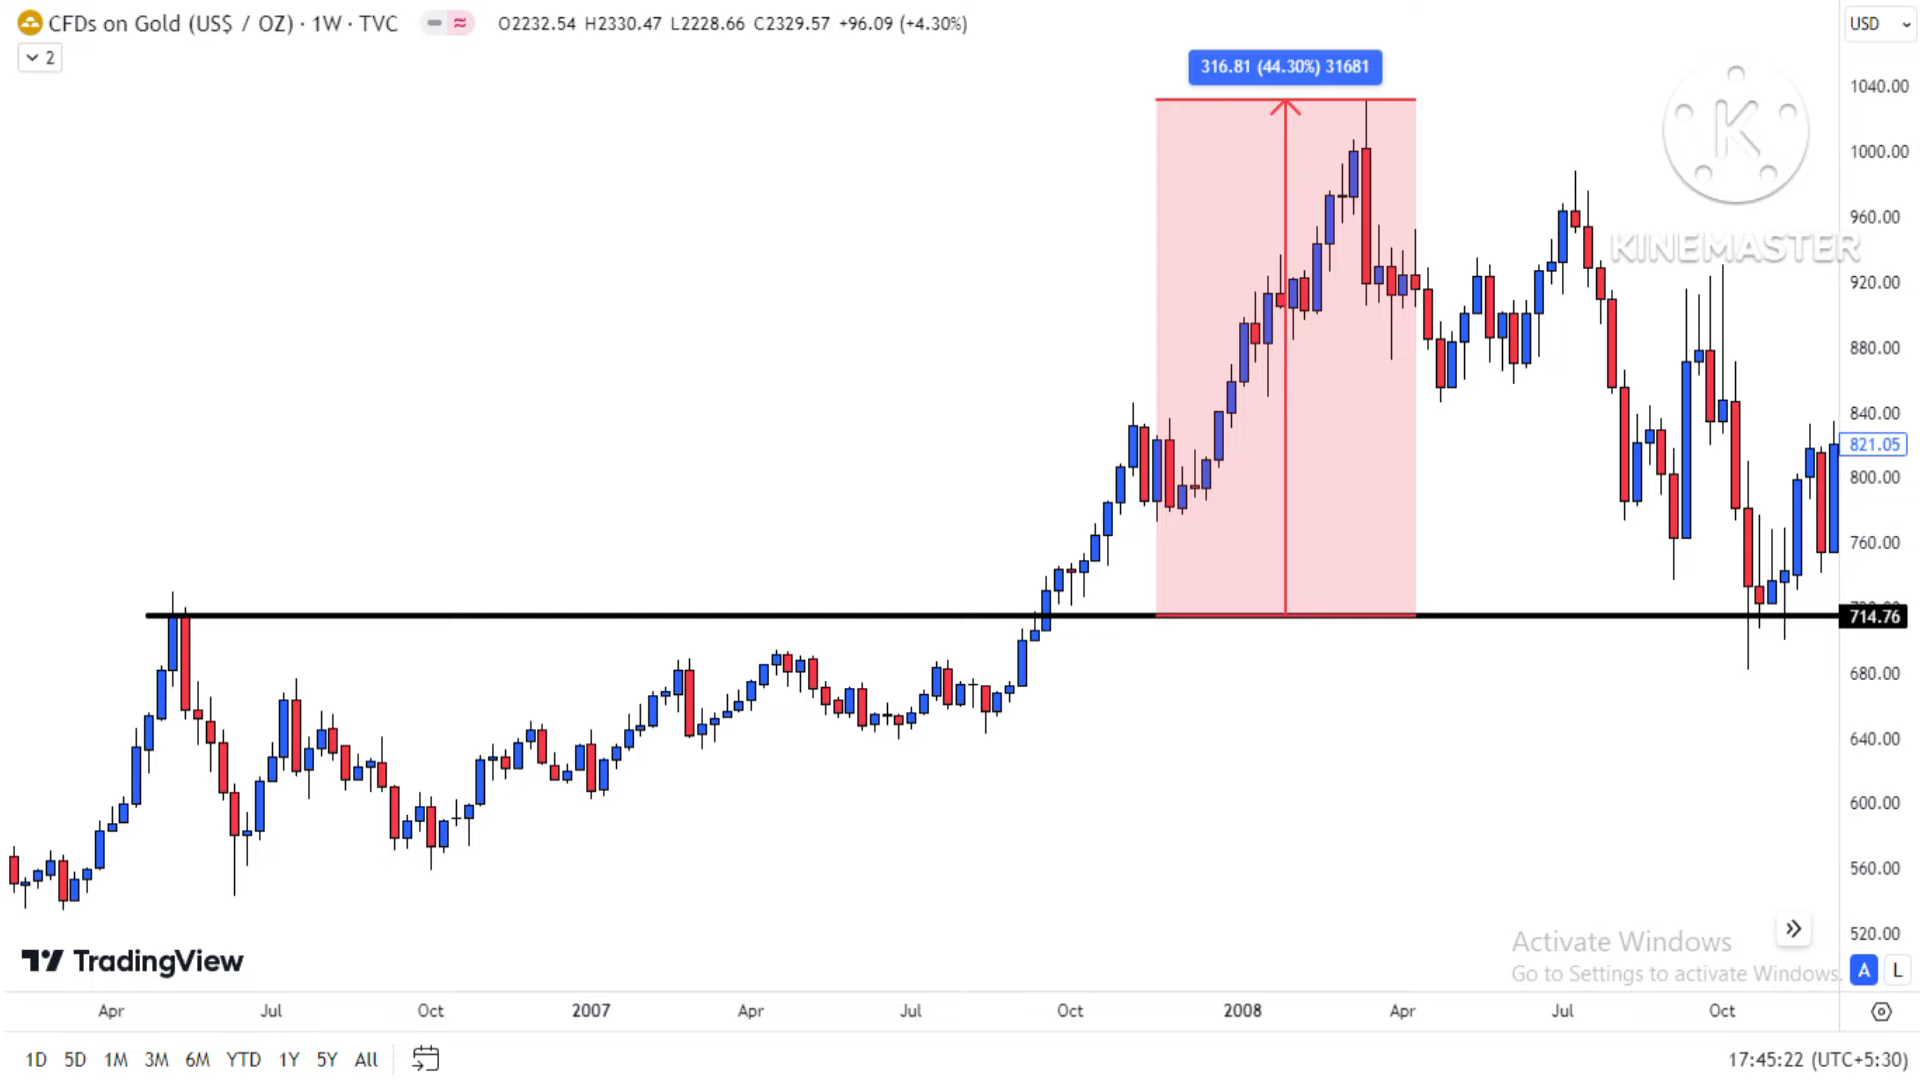 CFDs on Gold (US$ / OZ) · 1W · TVC
O2232.54 H2330.47 L2228.66 C2329.57 +96.09 (+4.30%)
USD
2
316.81 (44.30%) 31681
1040.00
1000.00
KINEMASTER
960.00
920.00
880.00
840.00
821.05
800.00
760.00
714.76
680.00
640.00
600.00
560.00
520.00
TradingView
Activate Windows
Go to Settings to activate Windows.
A L
Apr Jul Oct 2007 Apr Jul Oct 2008 Apr Jul Oct
1D 5D 1M 3M 6M YTD 1Y 5Y All
17:45:22 (UTC+5:30)